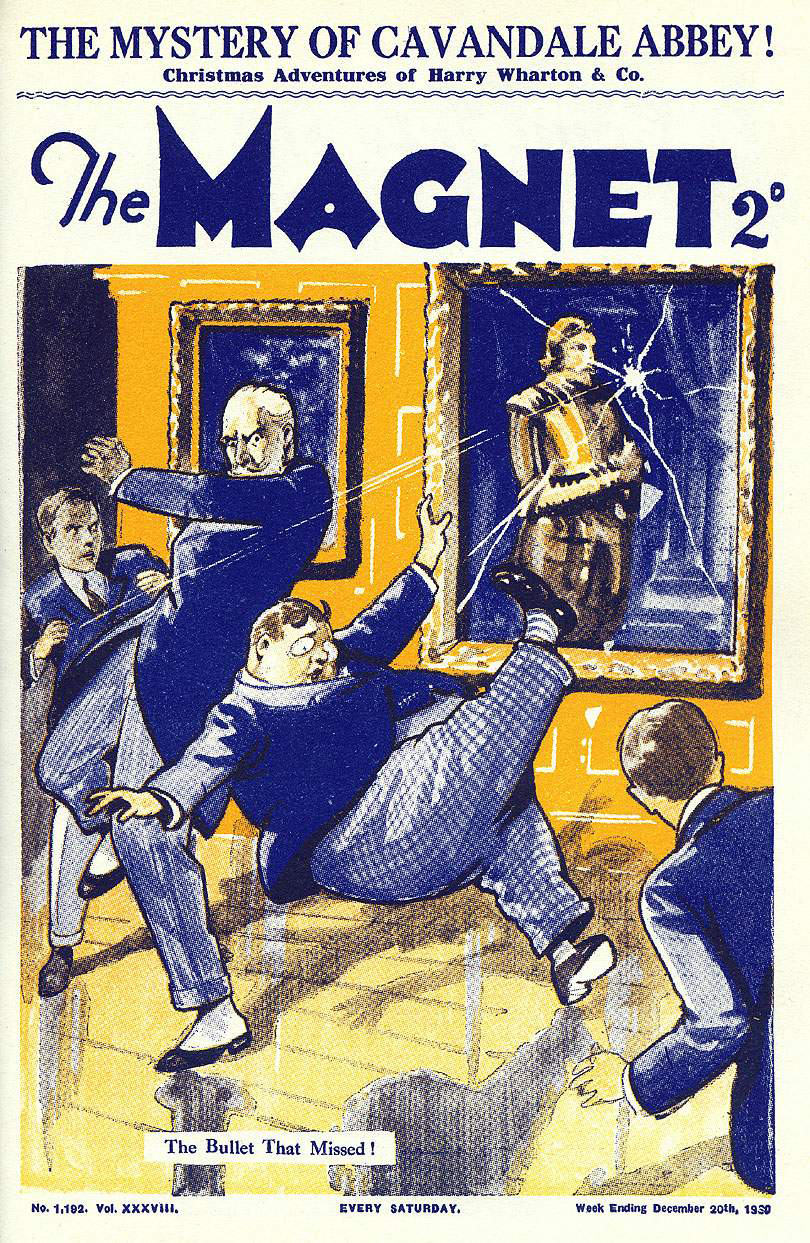 THE MYSTERY OF CAVANDALE ABBEY!
Christmas Adventures of Harry Wharton & Co.
The MAGNET 2D
The Bullet That Missed!
No. 1,192. Vol. XXXVIII. EVERY SATURDAY. Week Ending December 20th, 1930